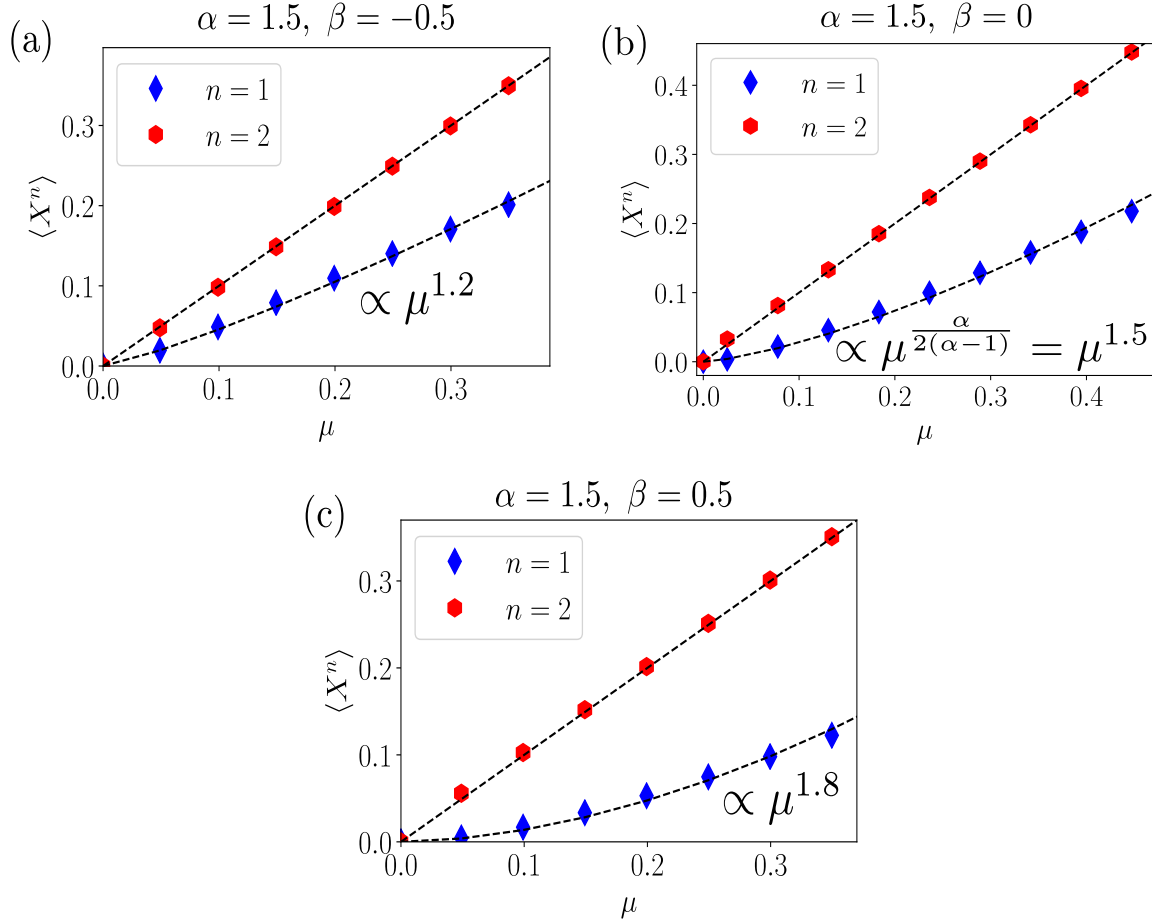 (a)
α = 1.5, β = −0.5
⟨Xⁿ⟩
0.3
0.2
0.1
0.0
n = 1
n = 2
∝ μ^1.2
0.0 0.1 0.2 0.3
μ
(b)
α = 1.5, β = 0
⟨Xⁿ⟩
0.4
0.3
0.2
0.1
0.0
n = 1
n = 2
∝ μ^{α/2(α−1)} = μ^1.5
0.0 0.1 0.2 0.3 0.4
μ
(c)
α = 1.5, β = 0.5
⟨Xⁿ⟩
0.3
0.2
0.1
0.0
n = 1
n = 2
∝ μ^1.8
0.0 0.1 0.2 0.3
μ